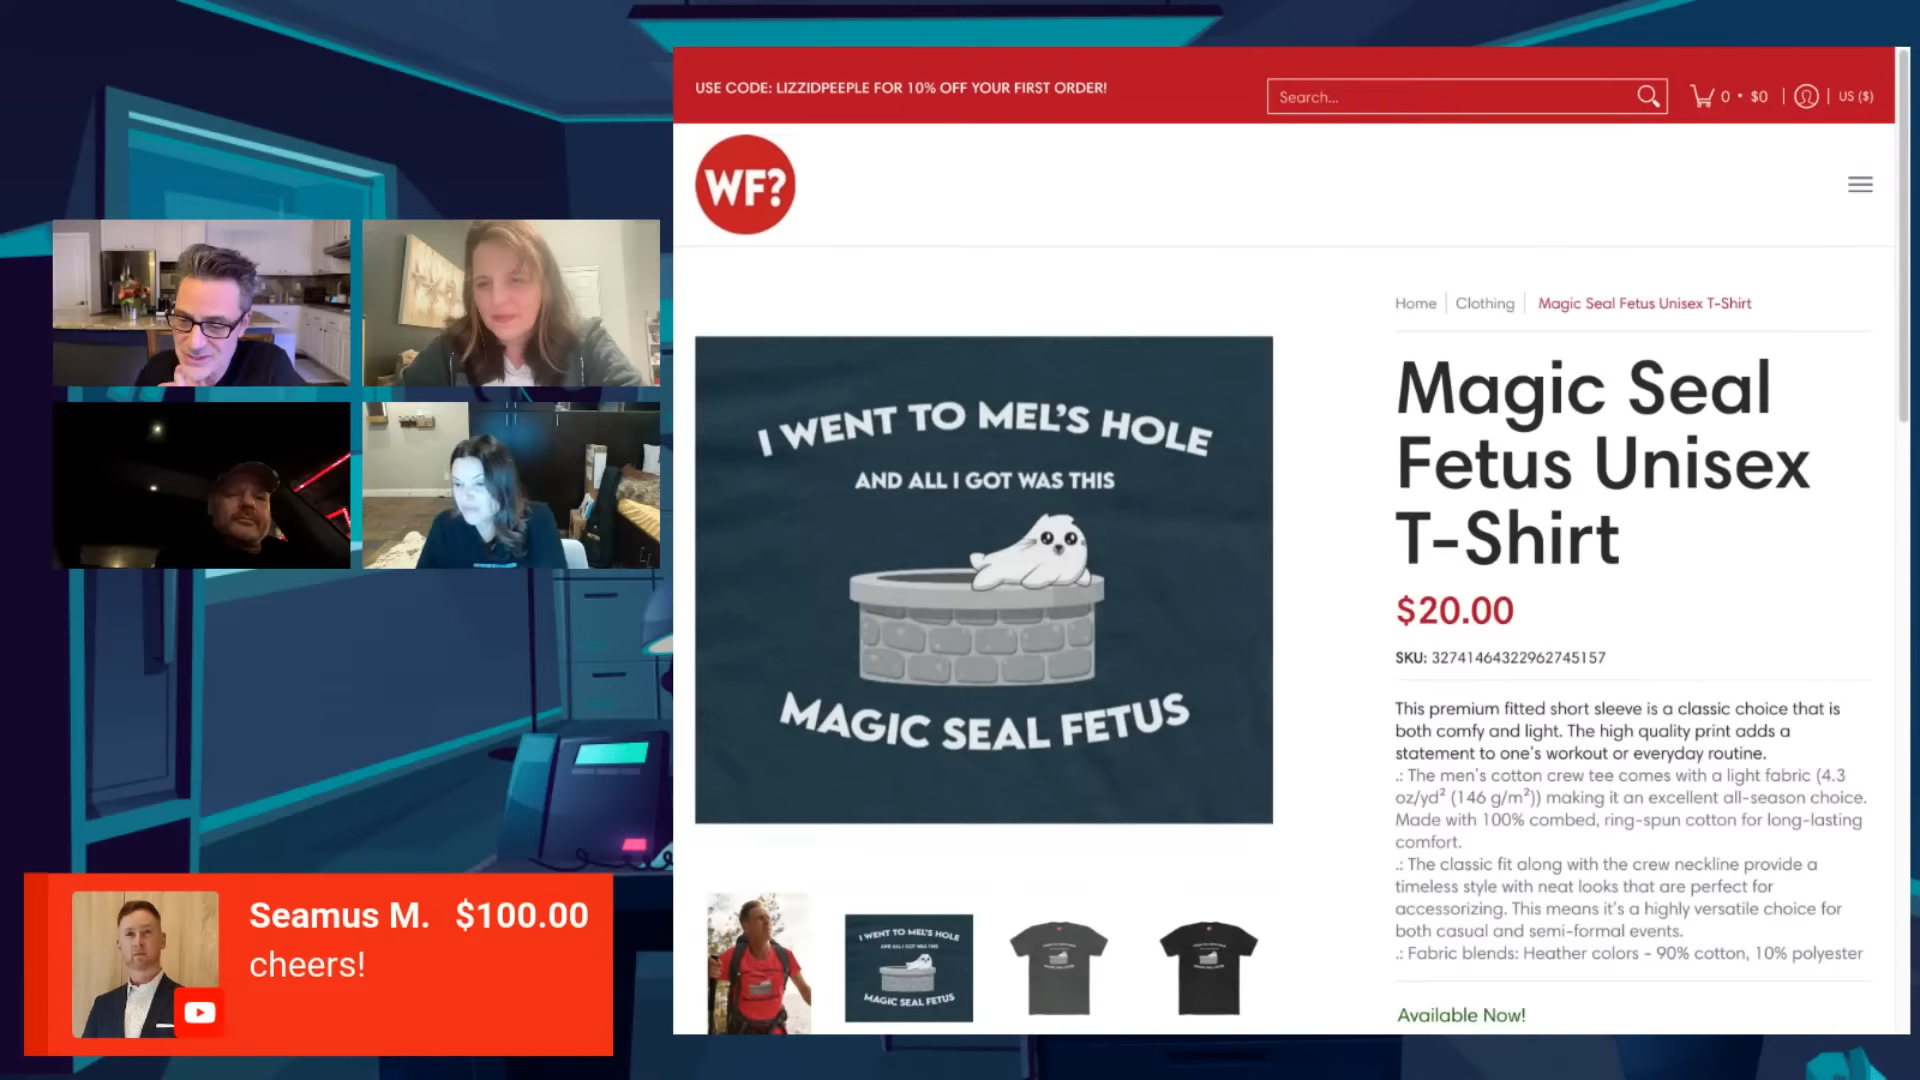 USE CODE: LIZZIDPEEPLE FOR 10% OFF YOUR FIRST ORDER!
Search...
0 • $0
US ($)
WF?
Home
Clothing
Magic Seal Fetus Unisex T-Shirt
I WENT TO MEL'S HOLE
AND ALL I GOT WAS THIS
MAGIC SEAL FETUS
Magic Seal
Fetus Unisex
T-Shirt
$20.00
SKU: 32741464322962745157
This premium fitted short sleeve is a classic choice that is
both comfy and light. The high quality print adds a
statement to one's workout or everyday routine.
.: The men's cotton crew tee comes with a light fabric (4.3
oz/yd² (146 g/m²)) making it an excellent all-season choice.
Made with 100% combed, ring-spun cotton for long-lasting
comfort.
.: The classic fit along with the crew neckline provide a
timeless style with neat looks that are perfect for
accessorizing. This means it's a highly versatile choice for
both casual and semi-formal events.
.: Fabric blends: Heather colors - 90% cotton, 10% polyester
Available Now!
I WENT TO MEL'S HOLE
AND ALL I GOT WAS THIS
MAGIC SEAL FETUS
Seamus M. $100.00
cheers!